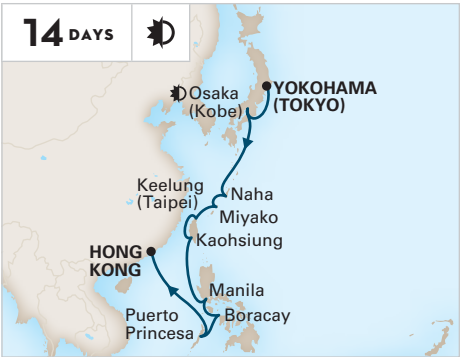 14 DAYS
Osaka
(Kobe)
YOKOHAMA
(TOKYO)
Keelung
(Taipei)
Naha
Miyako
Kaohsiung
HONG
KONG
Manila
Boracay
Puerto
Princesa